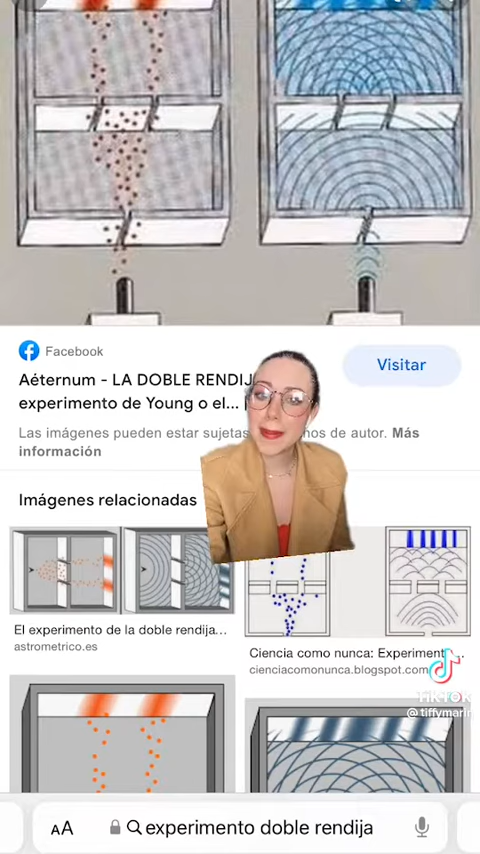 Facebook
Visitar
Aéternum - LA DOBLE RENDIJ
experimento de Young o el...
Las imágenes pueden estar sujetas os de autor. Más
información
Imágenes relacionadas
El experimento de la doble rendija...
astrometrico.es
Ciencia como nunca: Experiment...
cienciacomonunca.blogspot.com
TikTok
@tiffymarin
AA experimento doble rendija